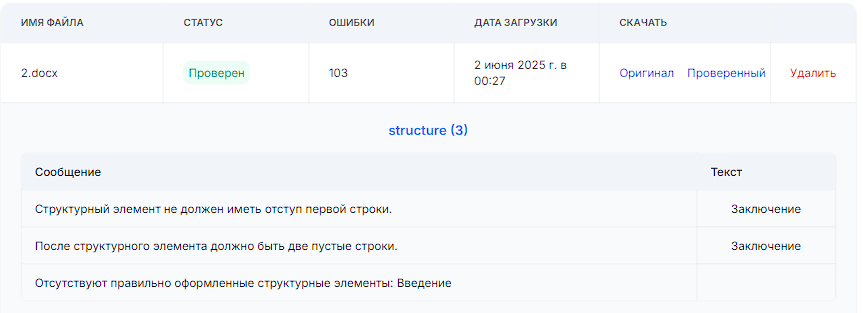 ИМЯ ФАЙЛА СТАТУС ОШИБКИ ДАТА ЗАГРУЗКИ СКАЧАТЬ
2.docx Проверен 103 2 июня 2025 г. в 00:27 Оригинал Проверенный Удалить
structure (3)
Сообщение Текст
Структурный элемент не должен иметь отступ первой строки. Заключение
После структурного элемента должно быть две пустые строки. Заключение
Отсутствуют правильно оформленные структурные элементы: Введение